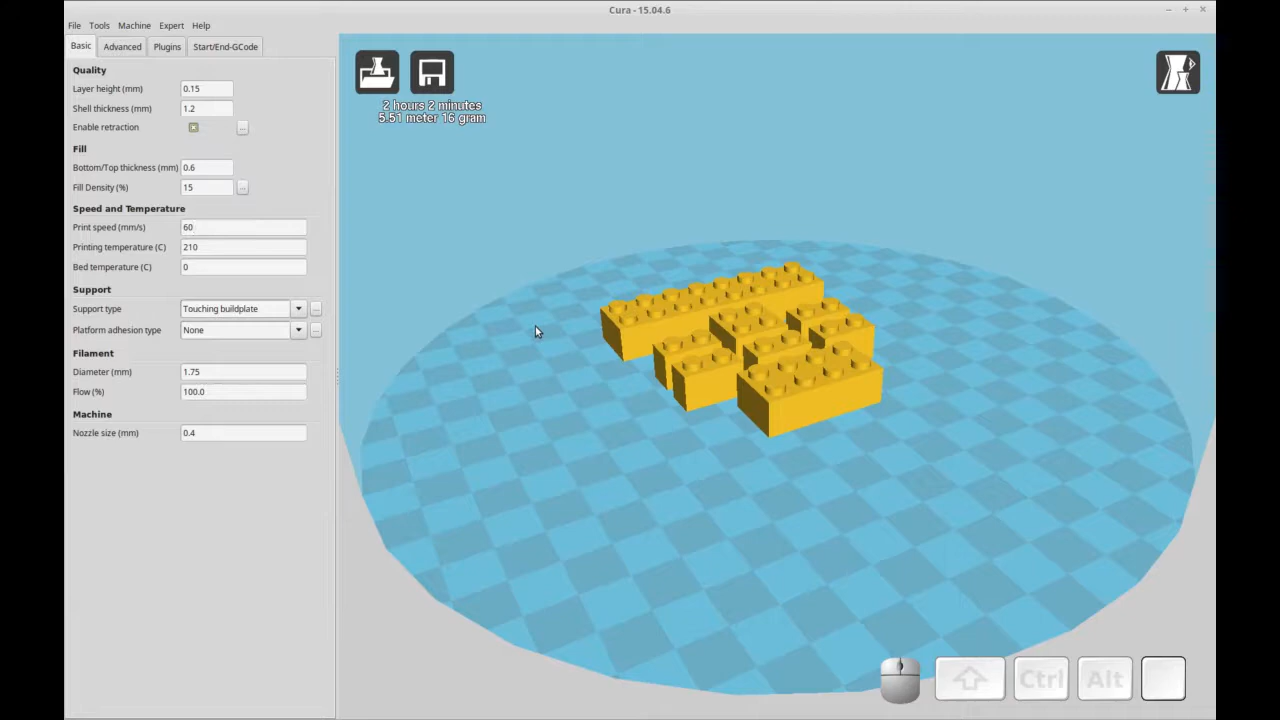 Cura - 15.04.6
File Tools Machine Expert Help
Basic Advanced Plugins Start/End-GCode
Quality
Layer height (mm) 0.15
Shell thickness (mm) 1.2
Enable retraction ...
Fill
Bottom/Top thickness (mm) 0.6
Fill Density (%) 15 ...
Speed and Temperature
Print speed (mm/s) 60
Printing temperature (C) 210
Bed temperature (C) 0
Support
Support type Touching buildplate ...
Platform adhesion type None ...
Filament
Diameter (mm) 1.75
Flow (%) 100.0
Machine
Nozzle size (mm) 0.4
2 hours 2 minutes
5.51 meter 16 gram
Ctrl Alt